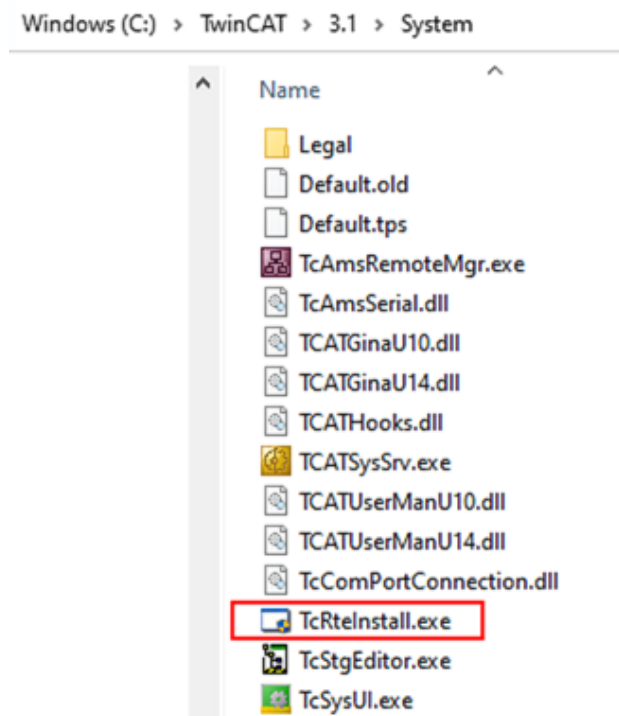 Windows (C:) > TwinCAT > 3.1 > System
Name
Legal
Default.old
Default.tps
TcAmsRemoteMgr.exe
TcAmsSerial.dll
TCATGinaU10.dll
TCATGinaU14.dll
TCATHooks.dll
TCATSysSrv.exe
TCATUserManU10.dll
TCATUserManU14.dll
TcComPortConnection.dll
TcRteInstall.exe
TcStgEditor.exe
TcSysUI.exe